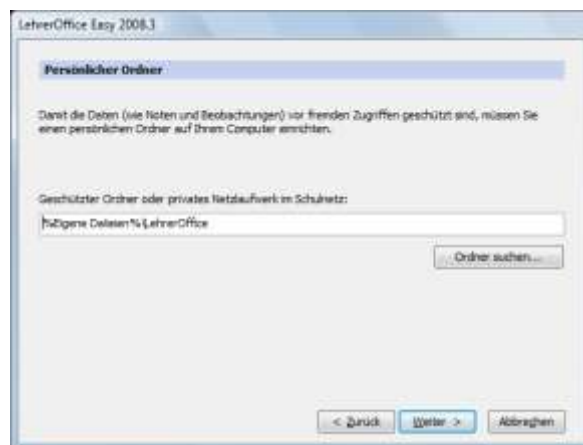 LehrerOffice Easy 2008.3
Persönlicher Ordner
Damit die Daten (wie Noten und Beobachtungen) vor fremden Zugriffen geschützt sind, müssen Sie
einen persönlichen Ordner auf Ihrem Computer einrichten.
Geschützter Ordner oder privates Netzlaufwerk im Schulnetz:
%Eigene Dateien%\LehrerOffice
Ordner suchen...
< Zurück Weiter > Abbrechen